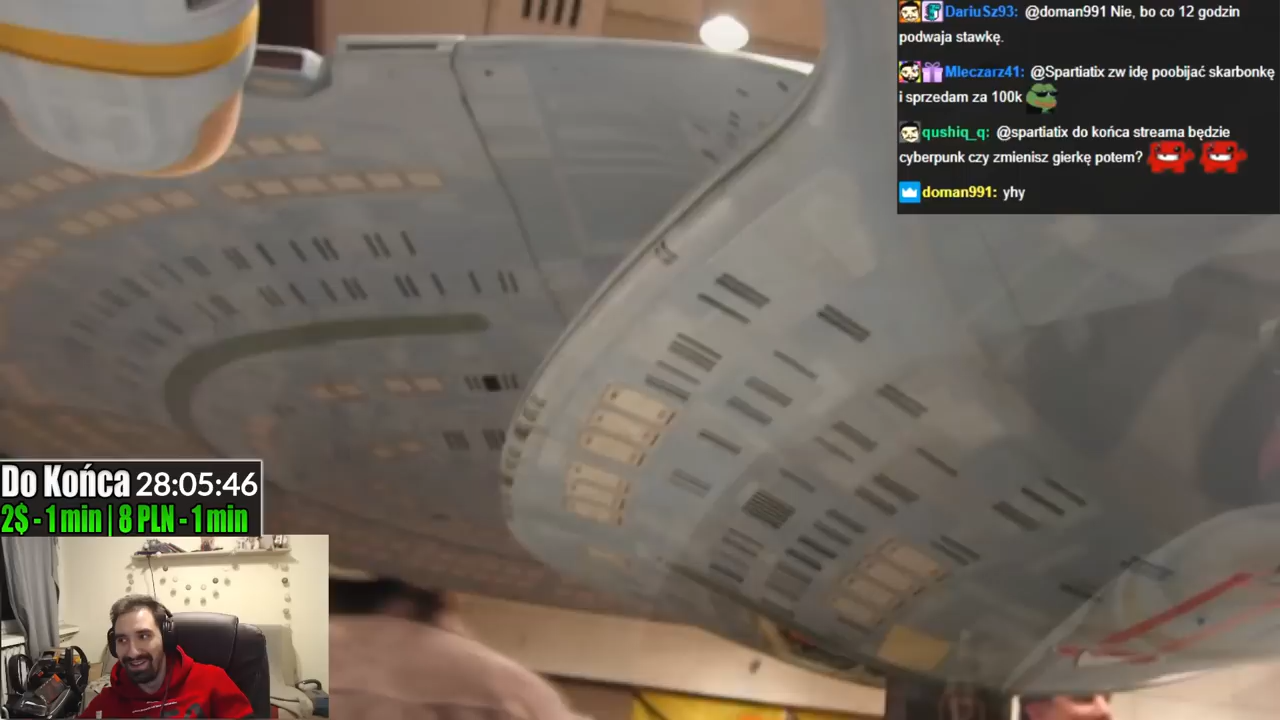 DariuSz93: @doman991 Nie, bo co 12 godzin
podwaja stawkę.
Mleczarz41: @Spartiatix zw idę poobijać skarbonkę
i sprzedam za 100k
qushiq_q: @spartiatix do końca streama będzie
cyberpunk czy zmienisz gierkę potem?
doman991: yhy
Do Końca 28:05:46
2$ - 1 min | 8 PLN - 1 min